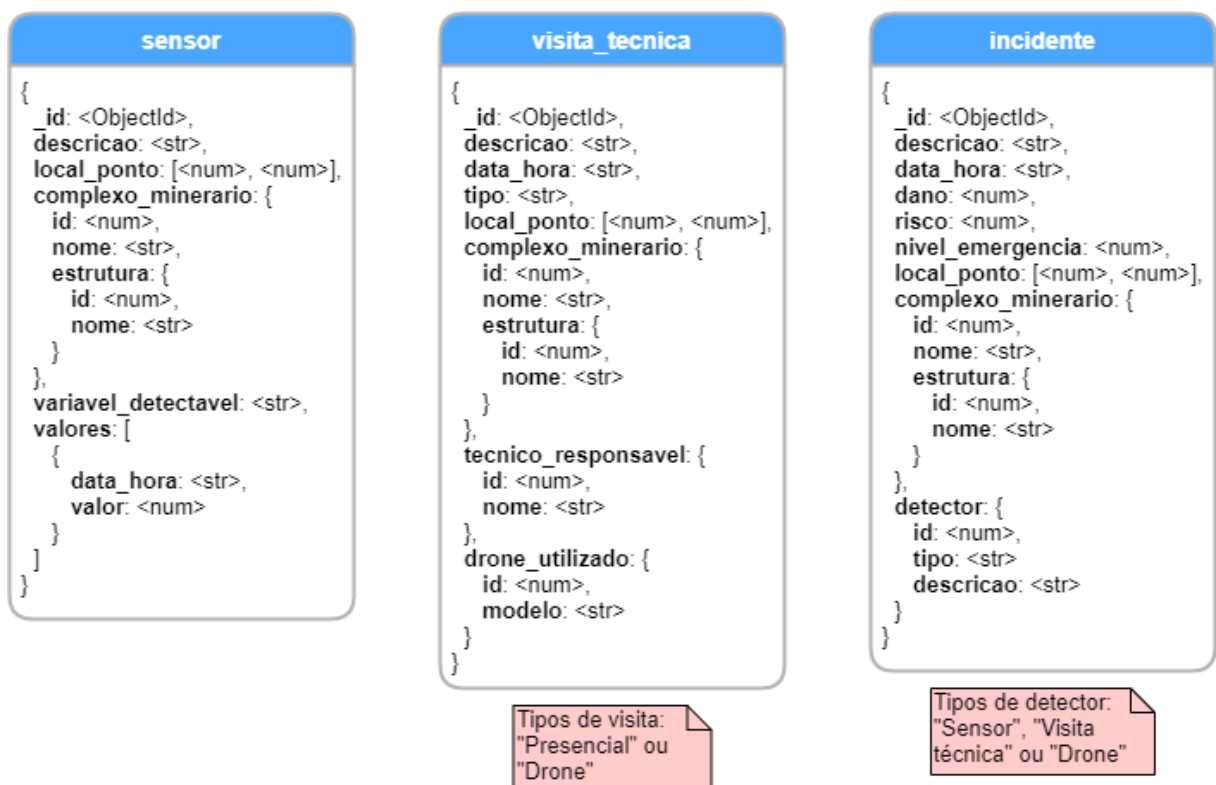 sensor
{
_id: <ObjectId>,
descricao: <str>,
local_ponto: [<num>, <num>],
complexo_minerario: {
id: <num>,
nome: <str>,
estrutura: {
id: <num>,
nome: <str>
}
},
variavel_detectavel: <str>,
valores: [
{
data_hora: <str>,
valor: <num>
}
]
}
visita_tecnica
{
_id: <ObjectId>,
descricao: <str>,
data_hora: <str>,
tipo: <str>,
local_ponto: [<num>, <num>],
complexo_minerario: {
id: <num>,
nome: <str>,
estrutura: {
id: <num>,
nome: <str>
}
},
tecnico_responsavel: {
id: <num>,
nome: <str>
},
drone_utilizado: {
id: <num>,
modelo: <str>
}
}
Tipos de visita:
"Presencial" ou
"Drone"
incidente
{
_id: <ObjectId>,
descricao: <str>,
data_hora: <str>,
dano: <num>,
risco: <num>,
nivel_emergencia: <num>,
local_ponto: [<num>, <num>],
complexo_minerario: {
id: <num>,
nome: <str>,
estrutura: {
id: <num>,
nome: <str>
}
},
detector: {
id: <num>,
tipo: <str>
descricao: <str>
}
}
Tipos de detector:
"Sensor", "Visita
técnica" ou "Drone"